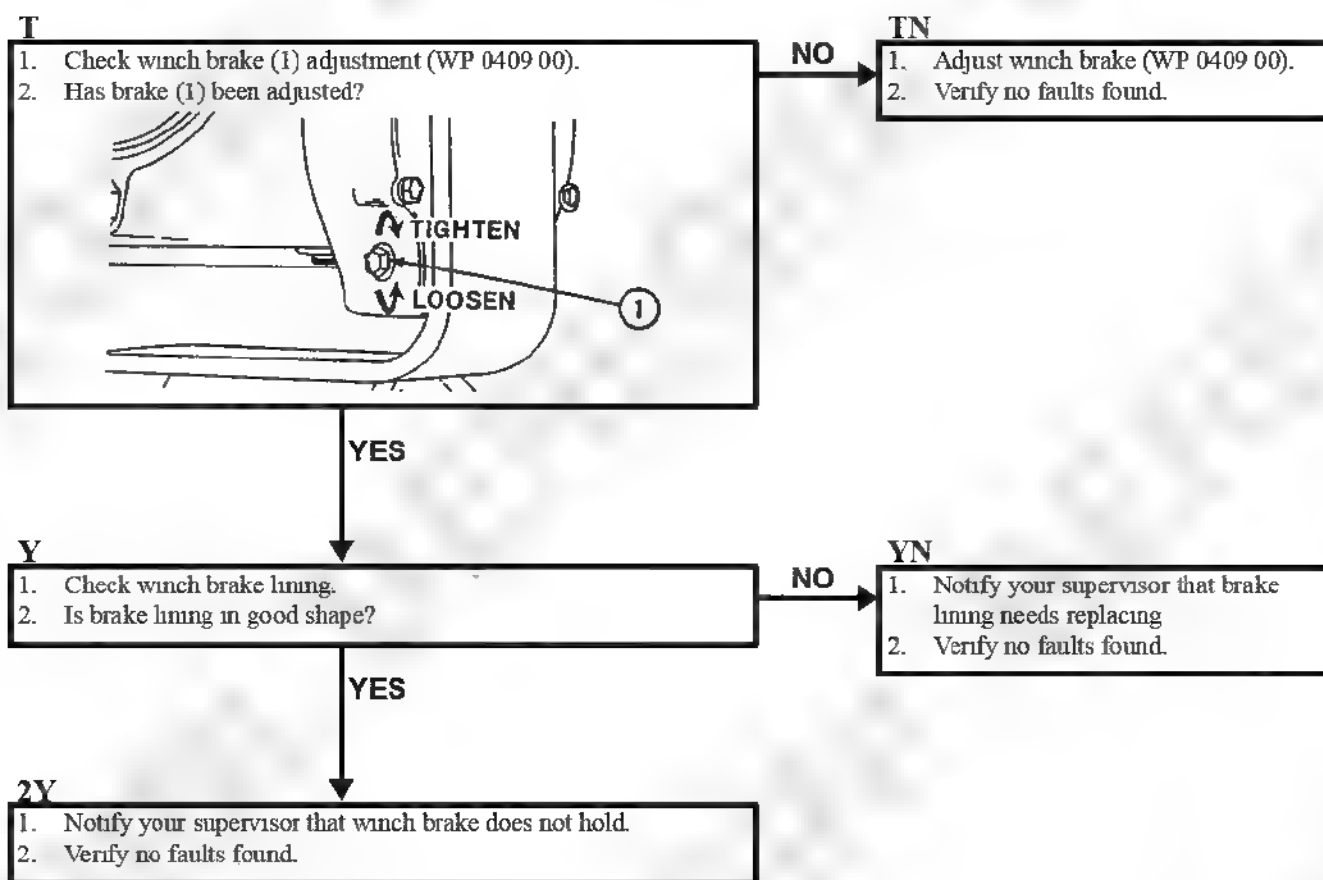 T
1. Check winch brake (1) adjustment (WP 0409 00).
2. Has brake (1) been adjusted?
TIGHTEN
LOOSEN
1
NO
TN
1. Adjust winch brake (WP 0409 00).
2. Verify no faults found.
YES
Y
1. Check winch brake lining.
2. Is brake lining in good shape?
NO
YN
1. Notify your supervisor that brake
lining needs replacing
2. Verify no faults found.
YES
2Y
1. Notify your supervisor that winch brake does not hold.
2. Verify no faults found.